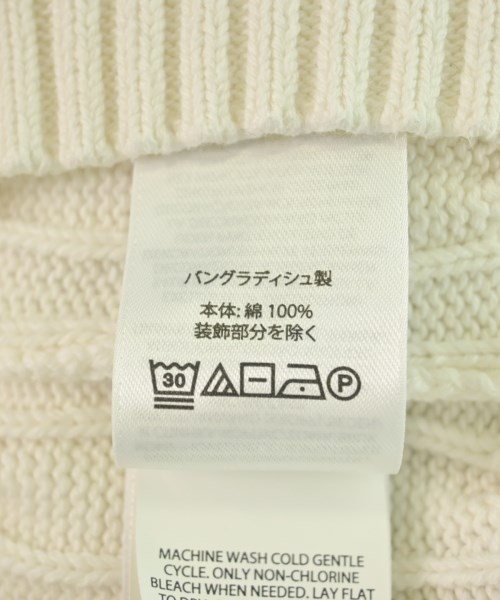 バングラディシュ製
本体: 綿 100%
装飾部分を除く
30 P
MACHINE WASH COLD GENTLE
CYCLE. ONLY NON-CHLORINE
BLEACH WHEN NEEDED. LAY FLAT